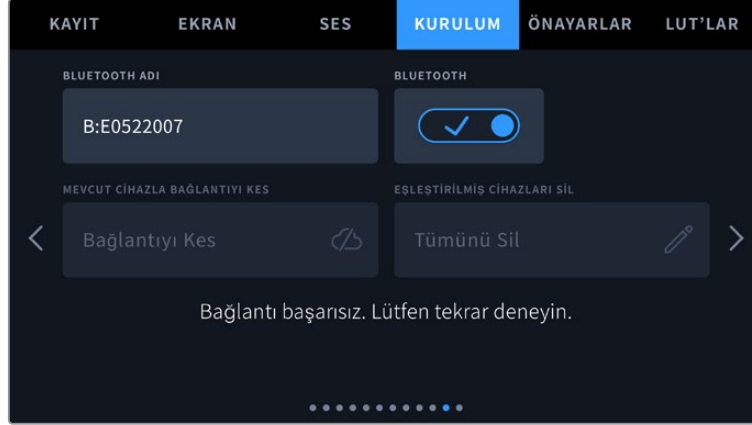 KAYIT EKRAN SES KURULUM ÖNAYARLAR LUT’LAR
BLUETOOTH ADI BLUETOOTH
B:E0522007
MEVCUT CİHAZLA BAĞLANTIYI KES EŞLEŞTİRİLMİŞ CİHAZLARI SİL
Bağlantıyı Kes Tümünü Sil
Bağlantı başarısız. Lütfen tekrar deneyin.